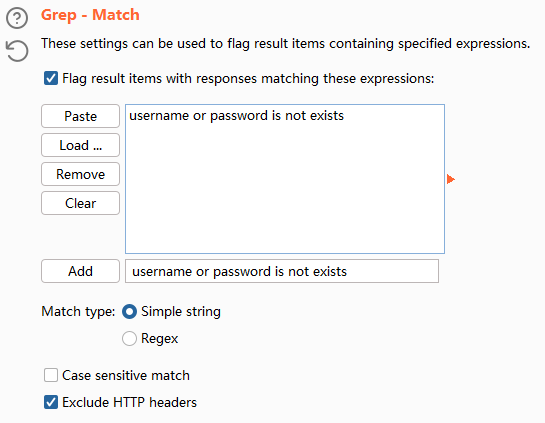 Grep - Match
These settings can be used to flag result items containing specified expressions.
Flag result items with responses matching these expressions:
Paste
username or password is not exists
Load ...
Remove
Clear
Add
username or password is not exists
Match type:
Simple string
Regex
Case sensitive match
Exclude HTTP headers